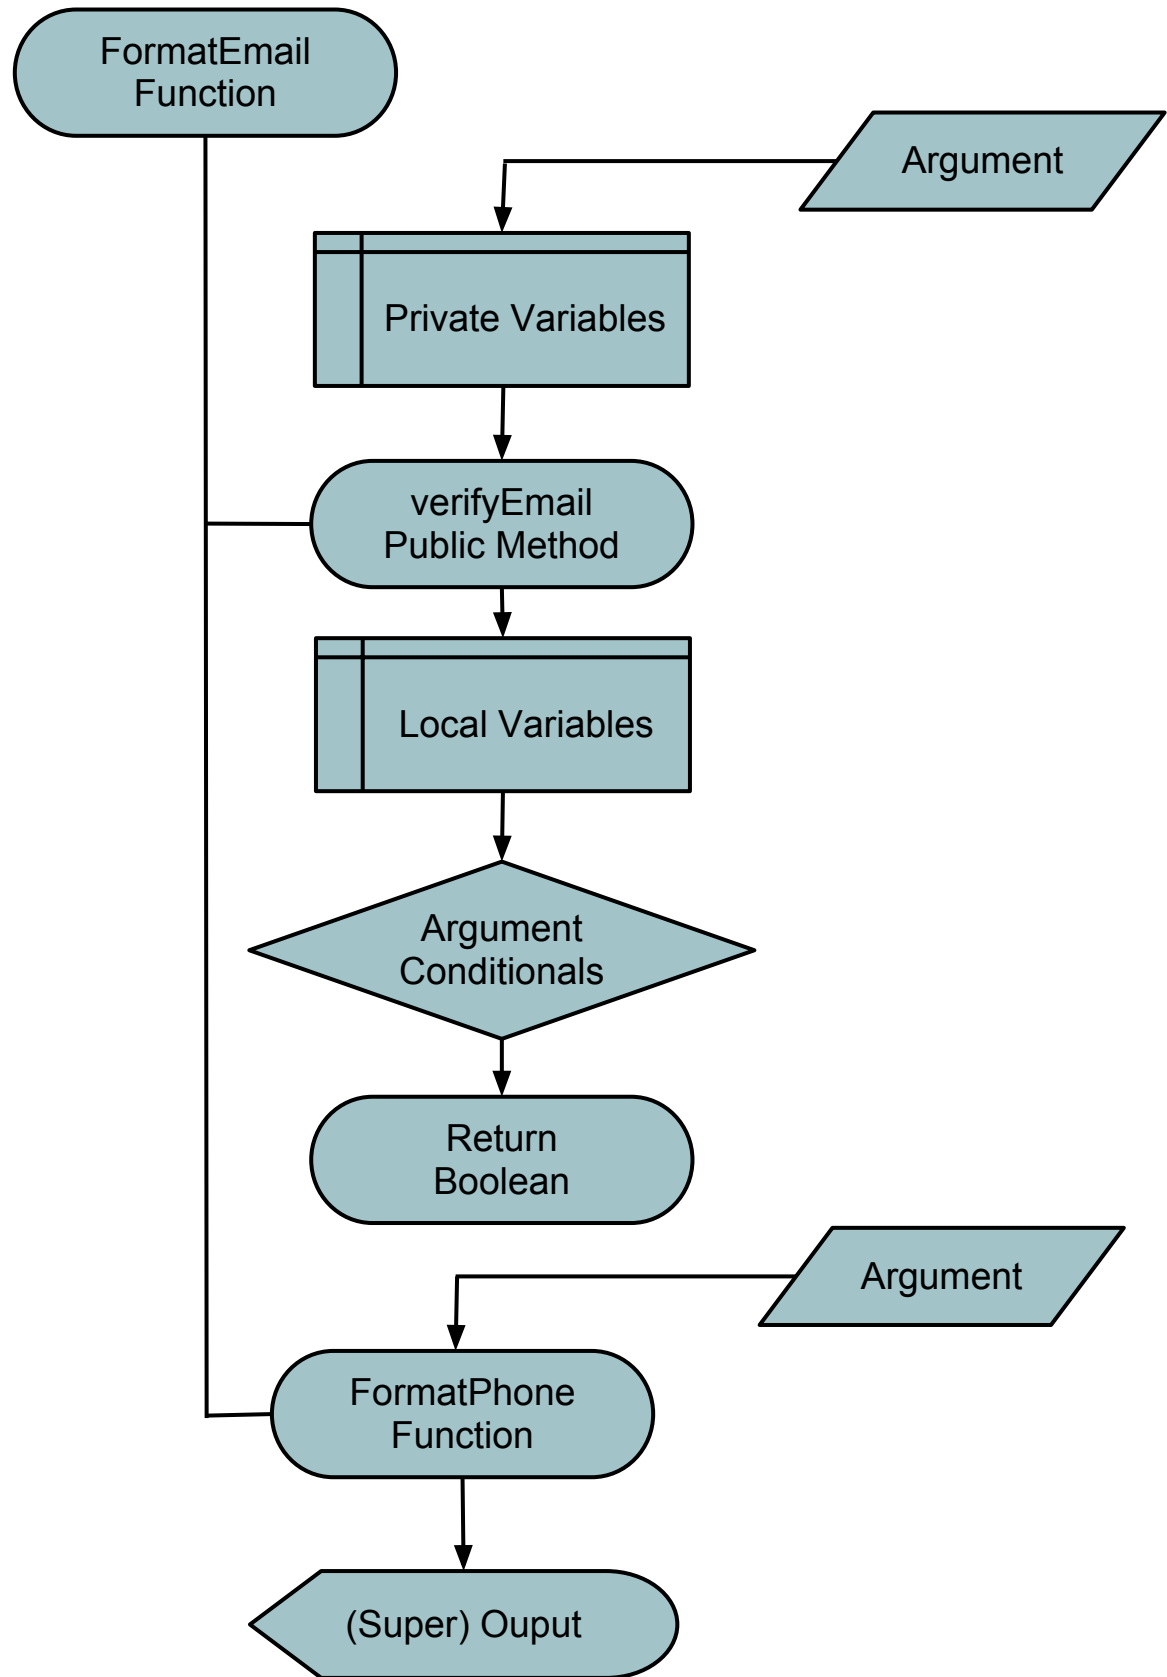 FormatEmail
Function
Argument
Private Variables
verifyEmail
Public Method
Local Variables
Argument
Conditionals
Return
Boolean
Argument
FormatPhone
Function
(Super) Ouput